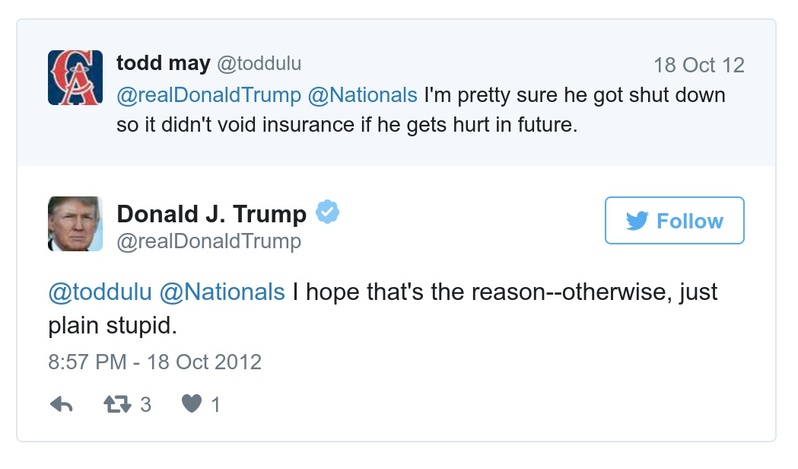 todd may @toddulu 18 Oct 12
@realDonaldTrump @Nationals I'm pretty sure he got shut down
so it didn't void insurance if he gets hurt in future.
Donald J. Trump
Follow
@realDonaldTrump
@toddulu @Nationals I hope that's the reason--otherwise, just
plain stupid.
8:57 PM - 18 Oct 2012
3 1